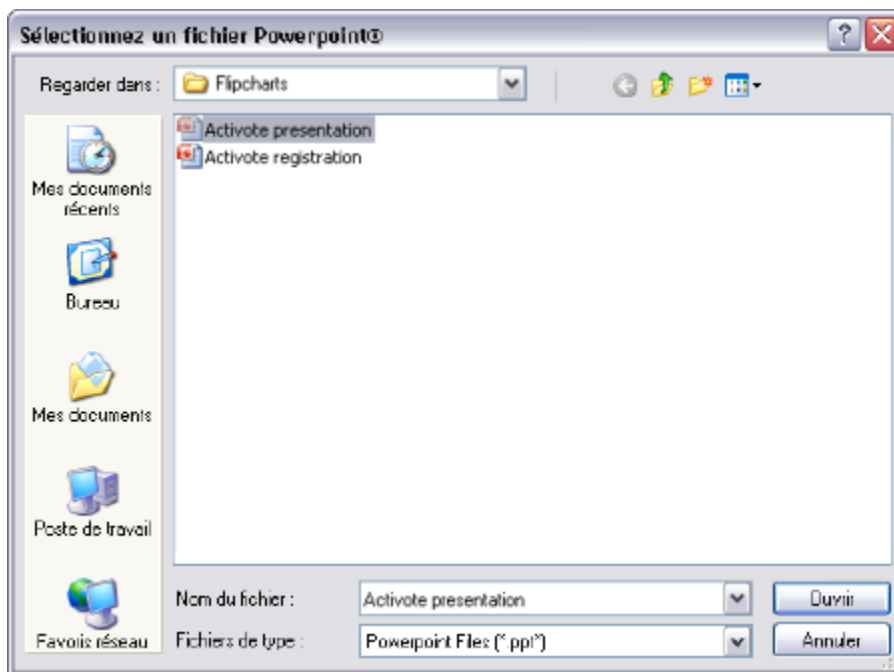 Sélectionnez un fichier Powerpoint®
Regarder dans :
Flipcharts
Activote presentation
Activote registration
Mes documents
récents
Bureau
Mes documents
Poste de travail
Favoris réseau
Nom du fichier :
Activote presentation
Ouvrir
Fichiers de type :
Powerpoint Files (*.ppt*)
Annuler